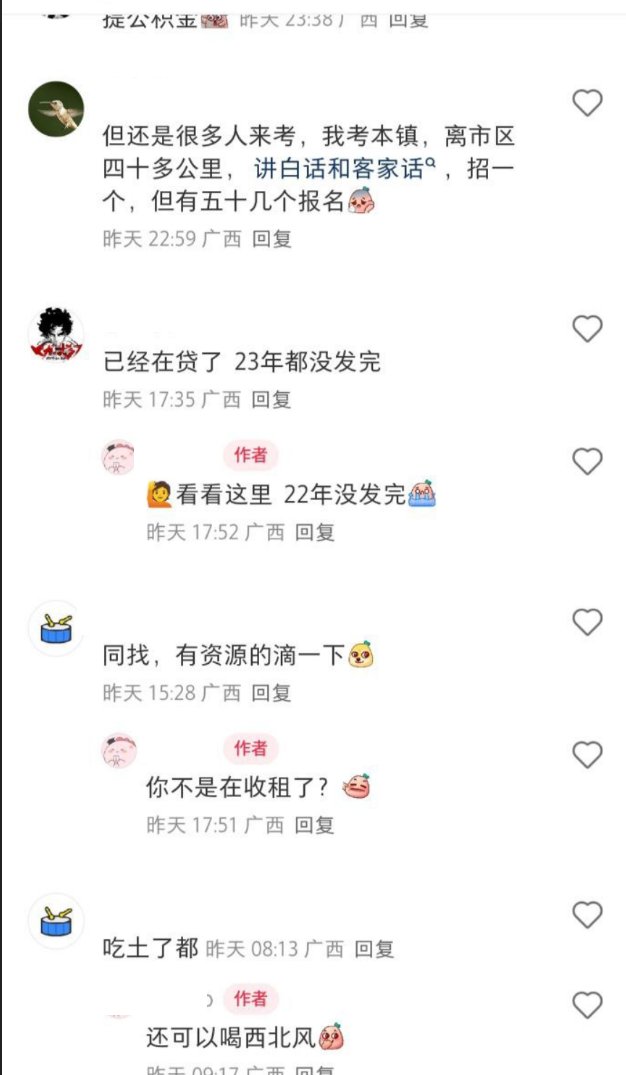 提公积金 昨天 23:38 广西 回复
但还是很多人来考，我考本镇，离市区
四十多公里，讲白话和客家话，招一
个，但有五十几个报名
昨天 22:59 广西 回复
已经在贷了 23年都没发完
昨天 17:35 广西 回复
作者
看看这里 22年没发完
昨天 17:52 广西 回复
同找，有资源的滴一下
昨天 15:28 广西 回复
作者
你不是在收租了？
昨天 17:51 广西 回复
吃土了都 昨天 08:13 广西 回复
作者
还可以喝西北风
昨天 09:17 广西 回复